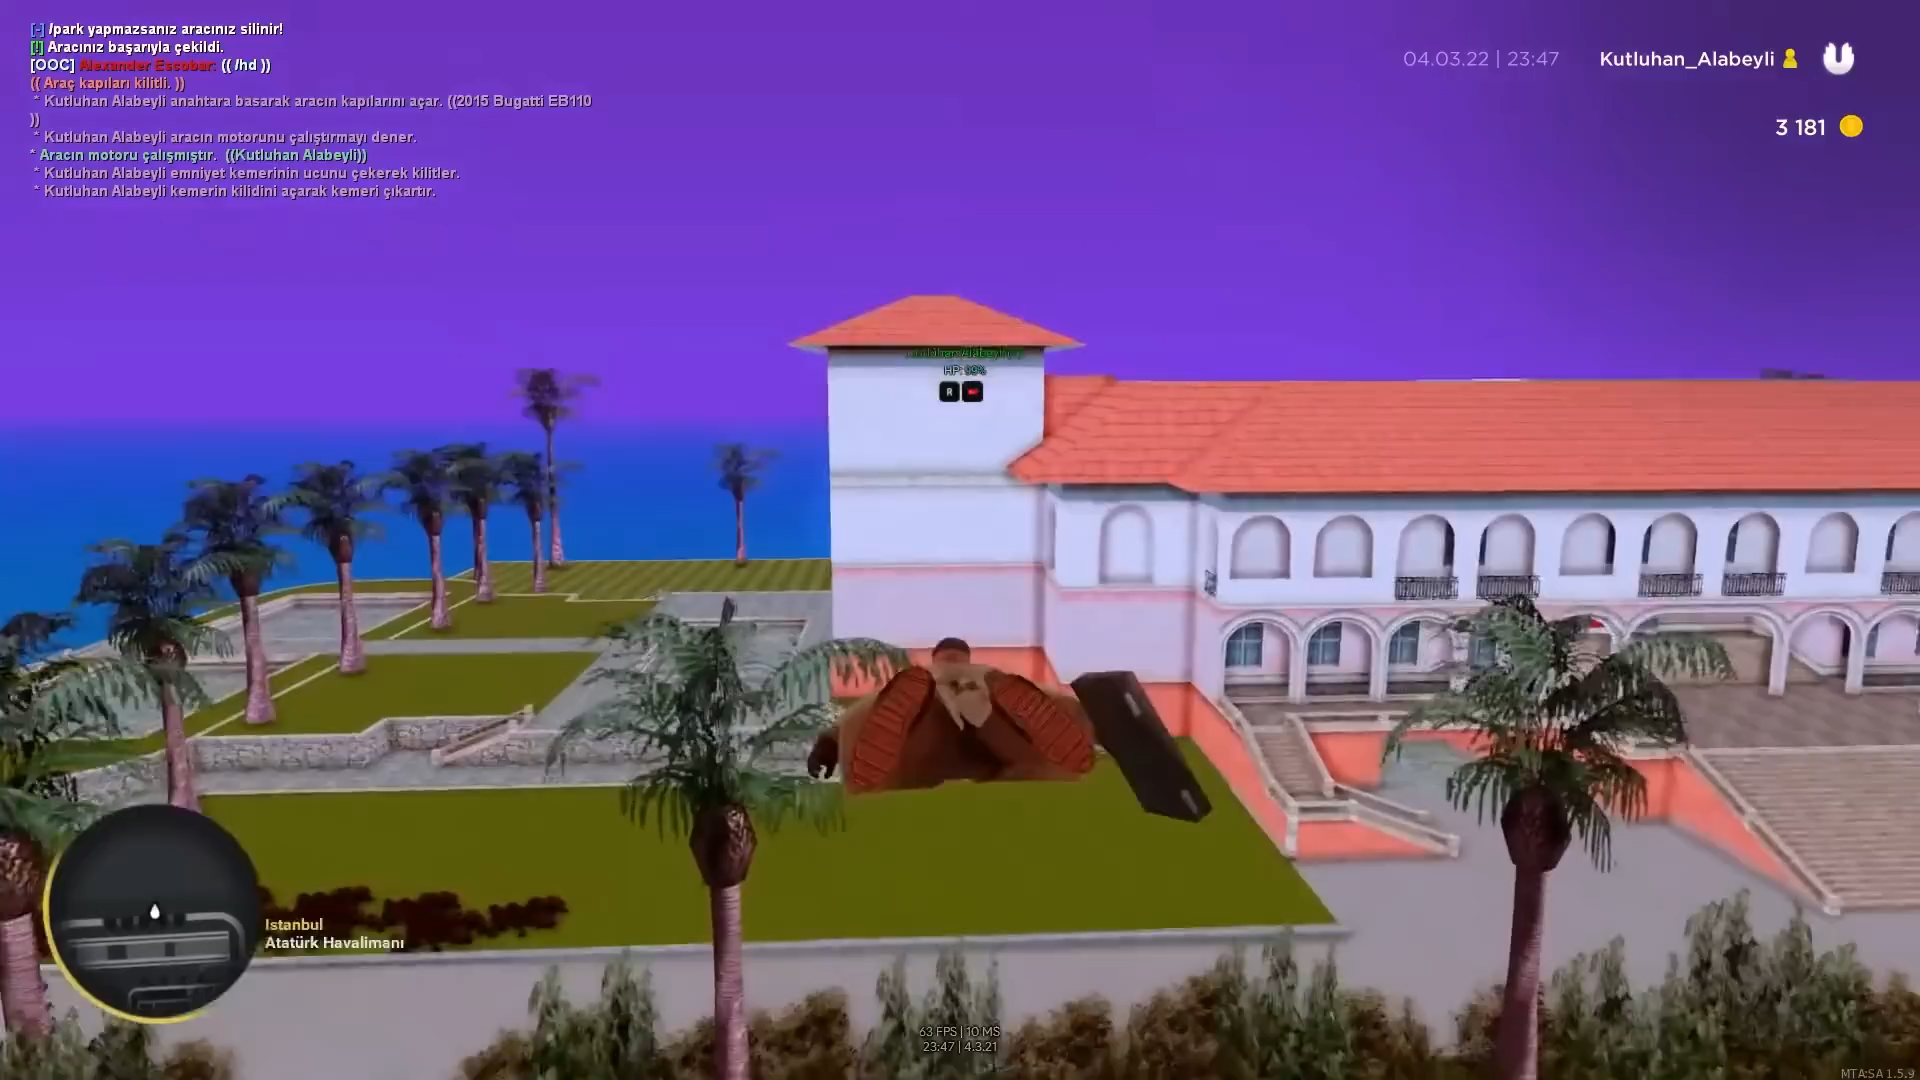 [-] /park yapmazsanız aracınız silinir!
[!] Aracınız başarıyla çekildi.
[OOC] Alexander Escobar: (( /hd ))
(( Araç kapıları kilitli. ))
* Kutluhan Alabeyli anahtara basarak aracın kapılarını açar. ((2015 Bugatti EB110
))
* Kutluhan Alabeyli aracın motorunu çalıştırmayı dener.
* Aracın motoru çalışmıştır. ((Kutluhan Alabeyli))
* Kutluhan Alabeyli emniyet kemerinin ucunu çekerek kilitler.
* Kutluhan Alabeyli kemerin kilidini açarak kemeri çıkartır.
04.03.22 | 23:47 Kutluhan_Alabeyli
3 181
HP: 99%
R
Istanbul
Atatürk Havalimanı
63 FPS | 10 MS
23:47 | 4.3.21
MTA:SA 1.5.9